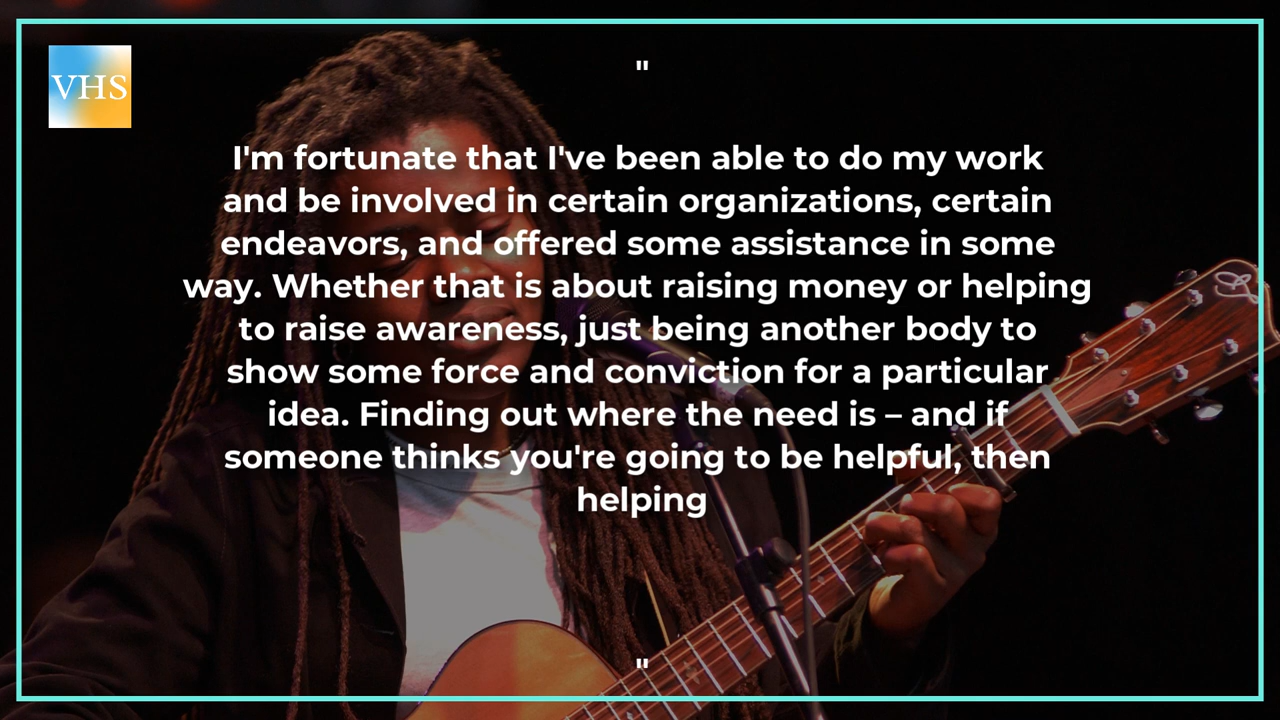 VHS
"
I'm fortunate that I've been able to do my work
and be involved in certain organizations, certain
endeavors, and offered some assistance in some
way. Whether that is about raising money or helping
to raise awareness, just being another body to
show some force and conviction for a particular
idea. Finding out where the need is – and if
someone thinks you're going to be helpful, then
helping
"